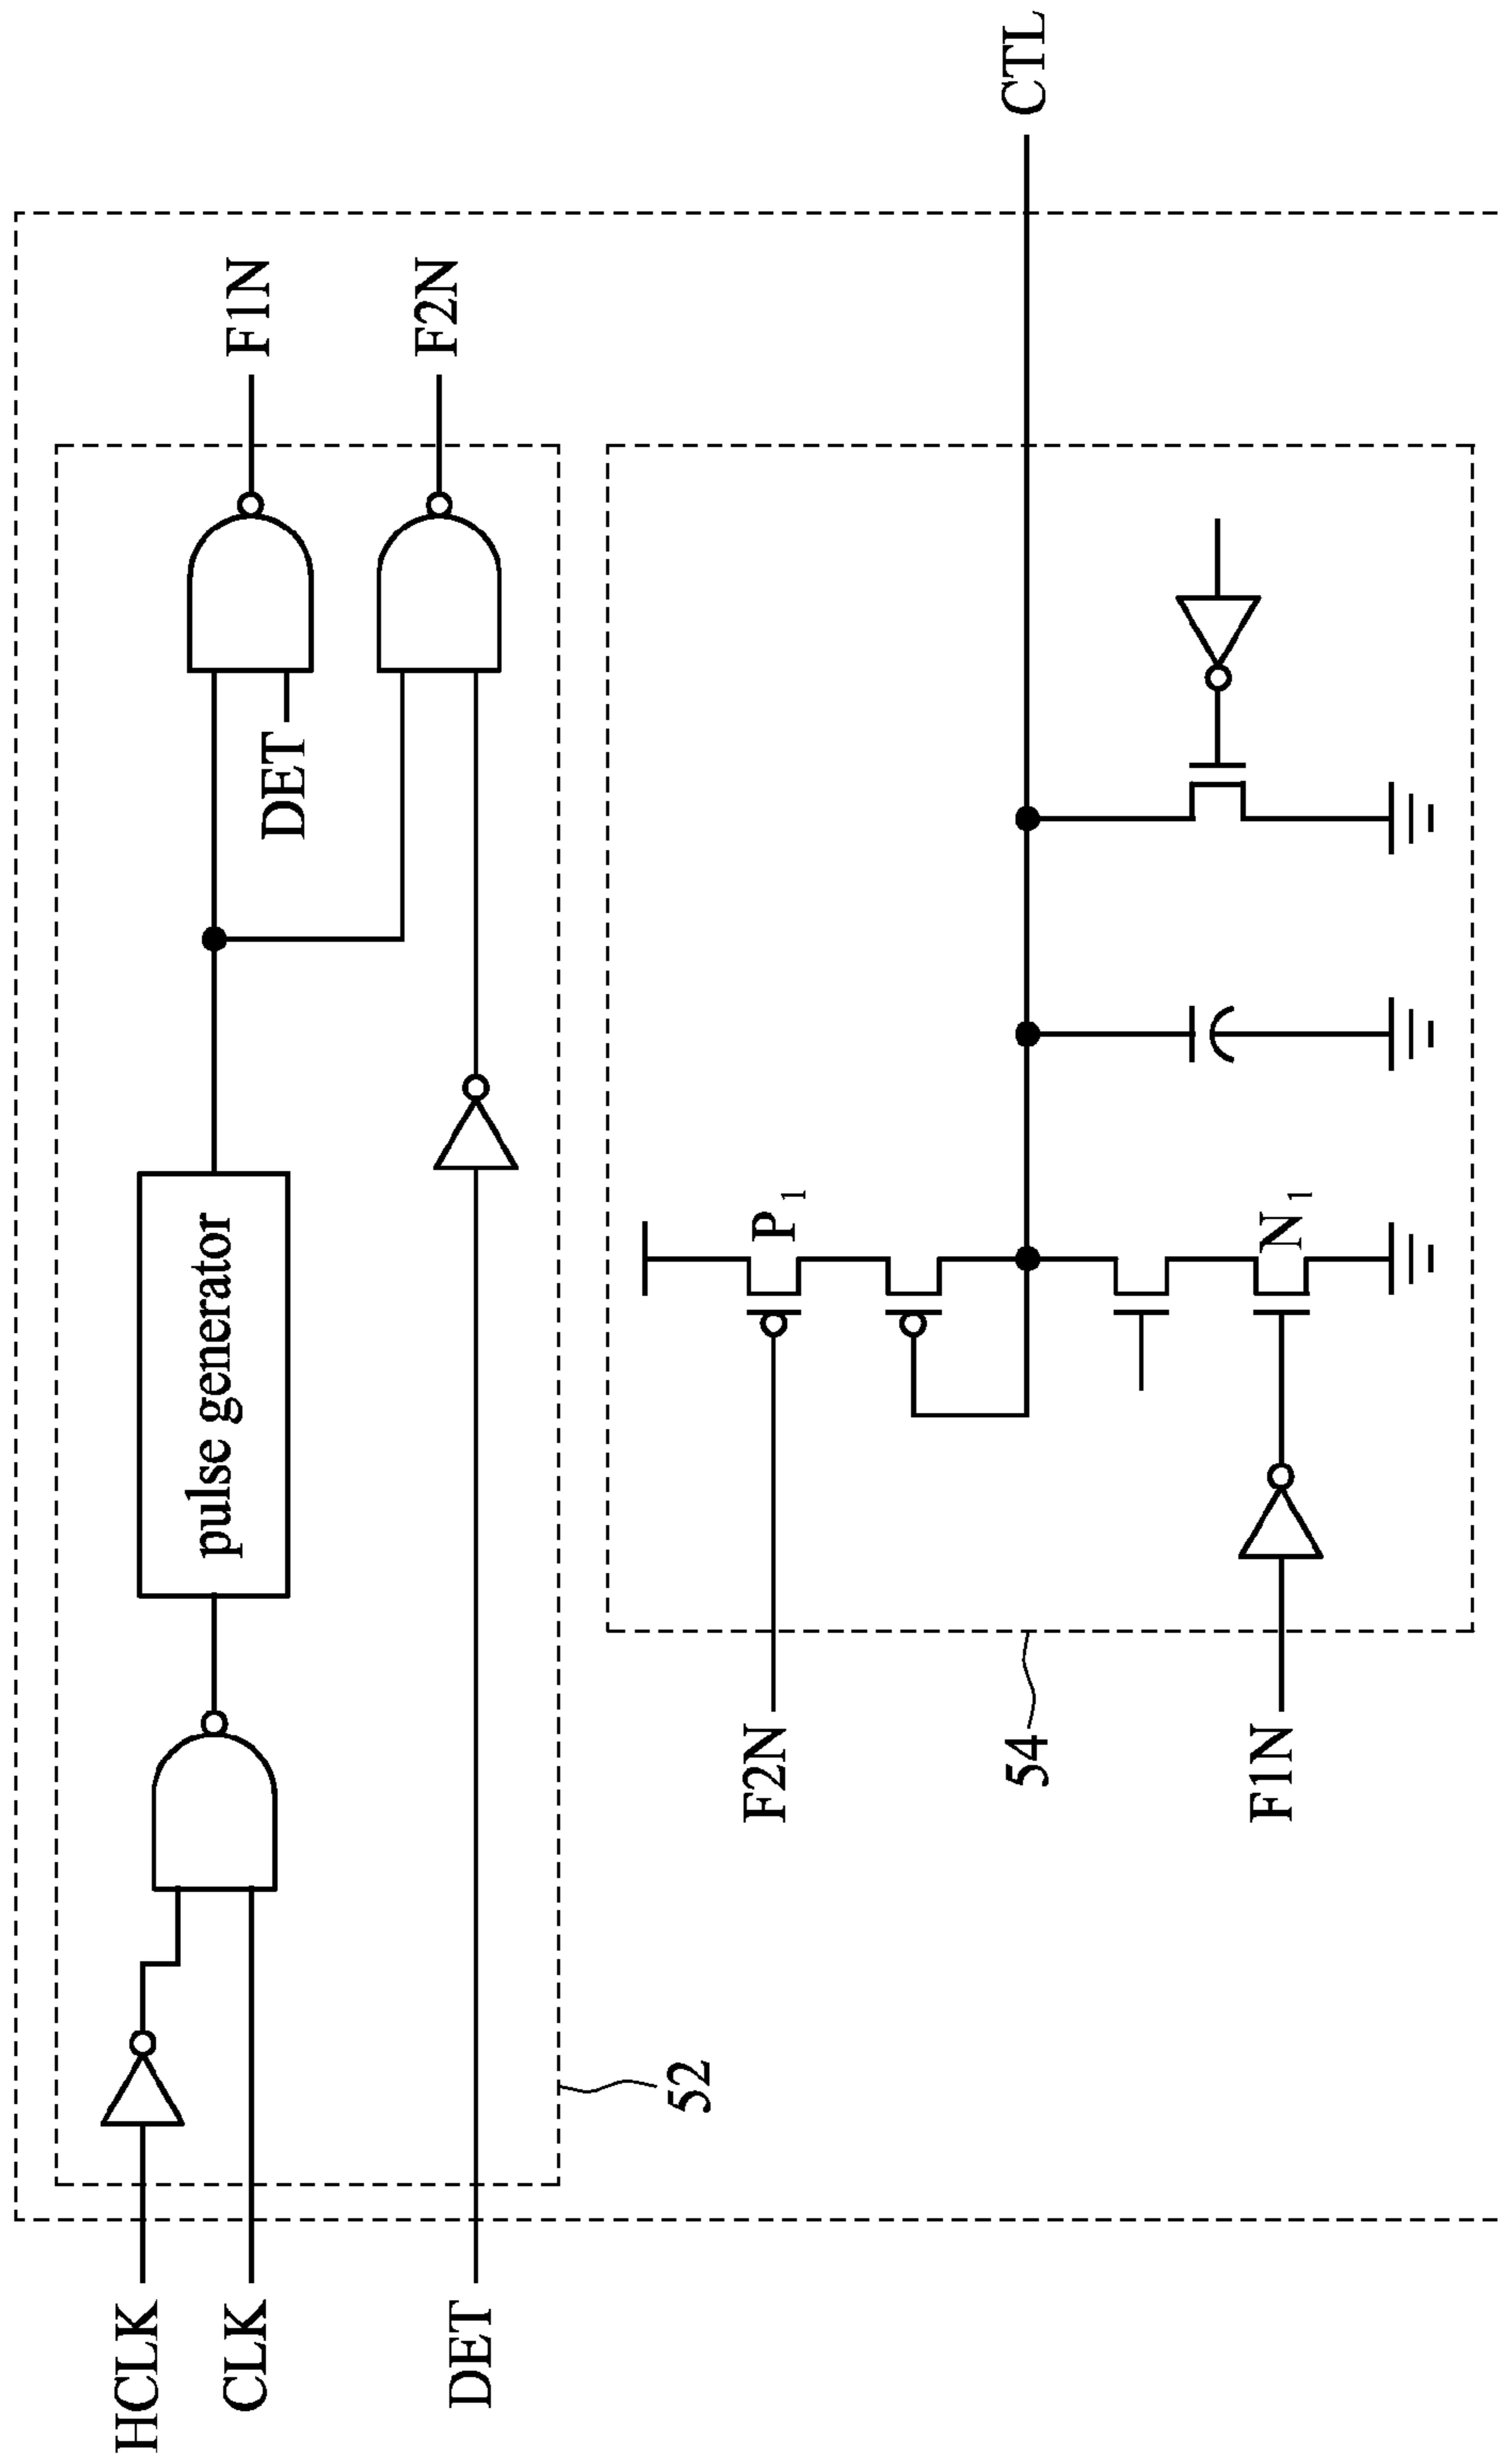 HCLK
CLK
DET
pulse generator
DET
F1N
F2N
52
F2N
54
F1N
P1
N1
CTL